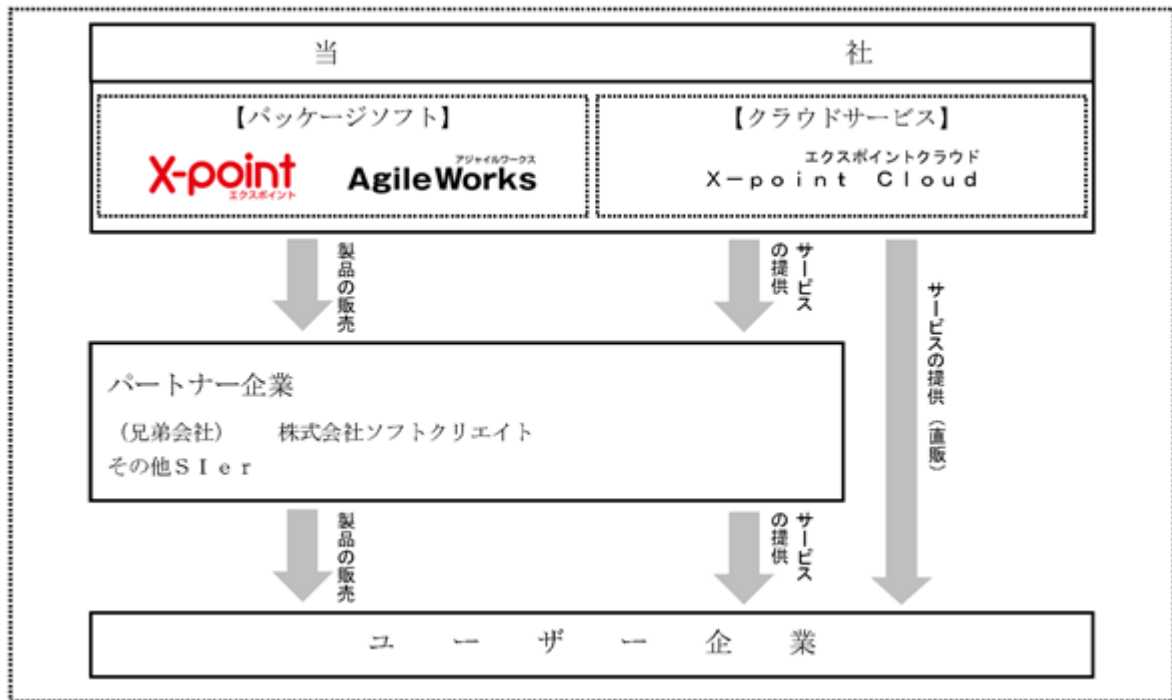 当社
【パッケージソフト】
X-point
エクスポイント
アジャイルワークス
AgileWorks
【クラウドサービス】
エクスポイントクラウド
X－point Cloud
製品の販売
サービス
の提供
サービスの提供（直販）
パートナー企業
（兄弟会社）　　株式会社ソフトクリエイト
その他ＳＩｅｒ
製品の販売
サービス
の提供
ユーザー企業